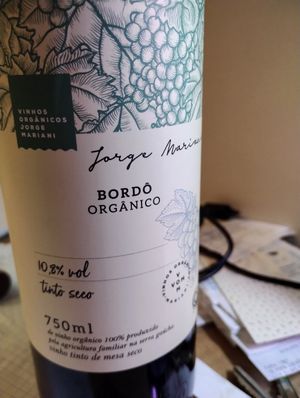 VINHOS
ORGÂNICOS
JORGE
MARIANI
Jorge
BORDÔ
ORGÂNICO
10,8% vol
tinto seco
750ml
de vinho orgânico 100% produzido
pela agricultura familiar na serra gaúcha
vinho tinto de mesa seco